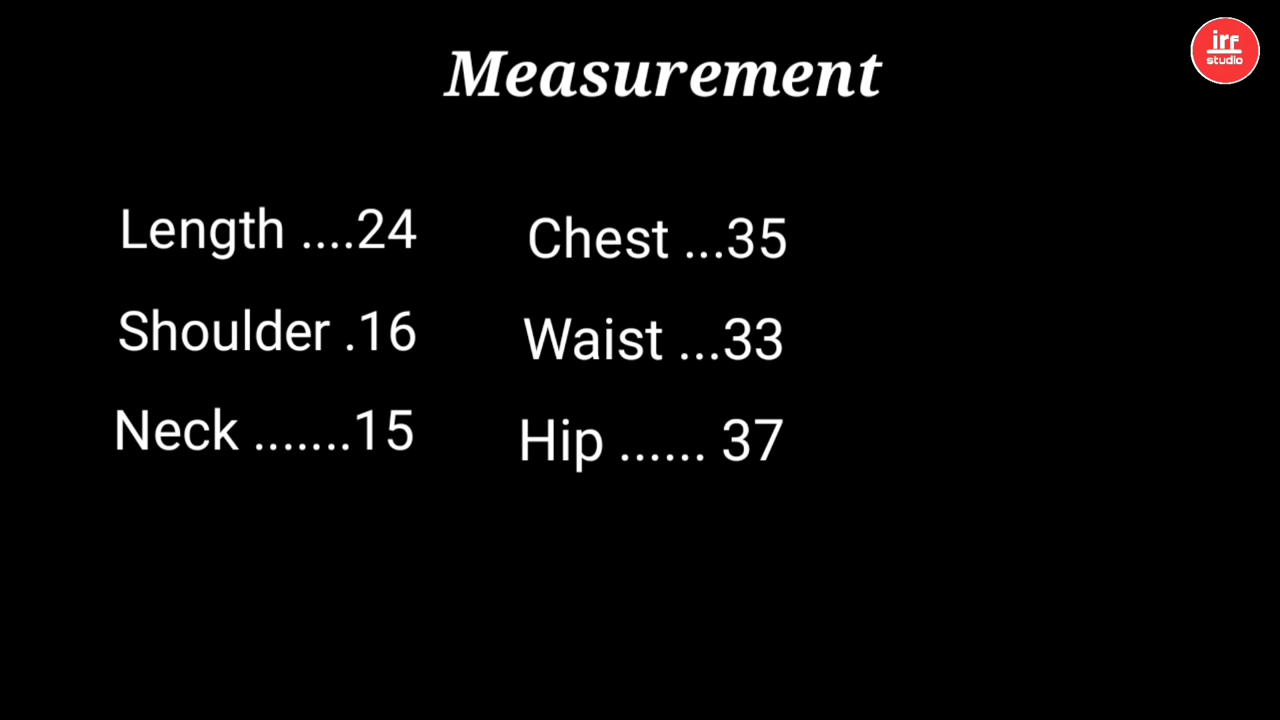 Measurement
irf
studio
Length ....24
Shoulder .16
Neck .......15
Chest ...35
Waist ...33
Hip ...... 37